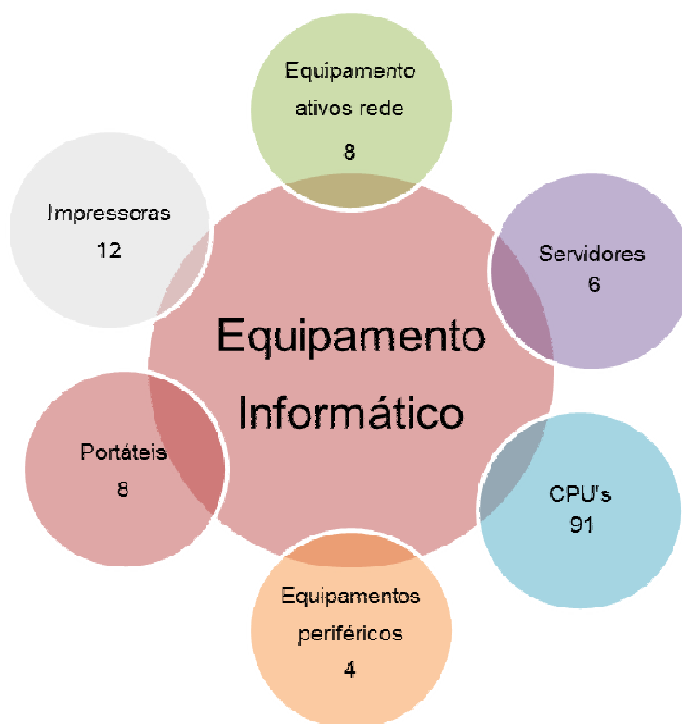 Equipamento
ativos rede
8
Impressoras
12
Servidores
6
Equipamento
Informático
Portáteis
8
CPU's
91
Equipamentos
periféricos
4